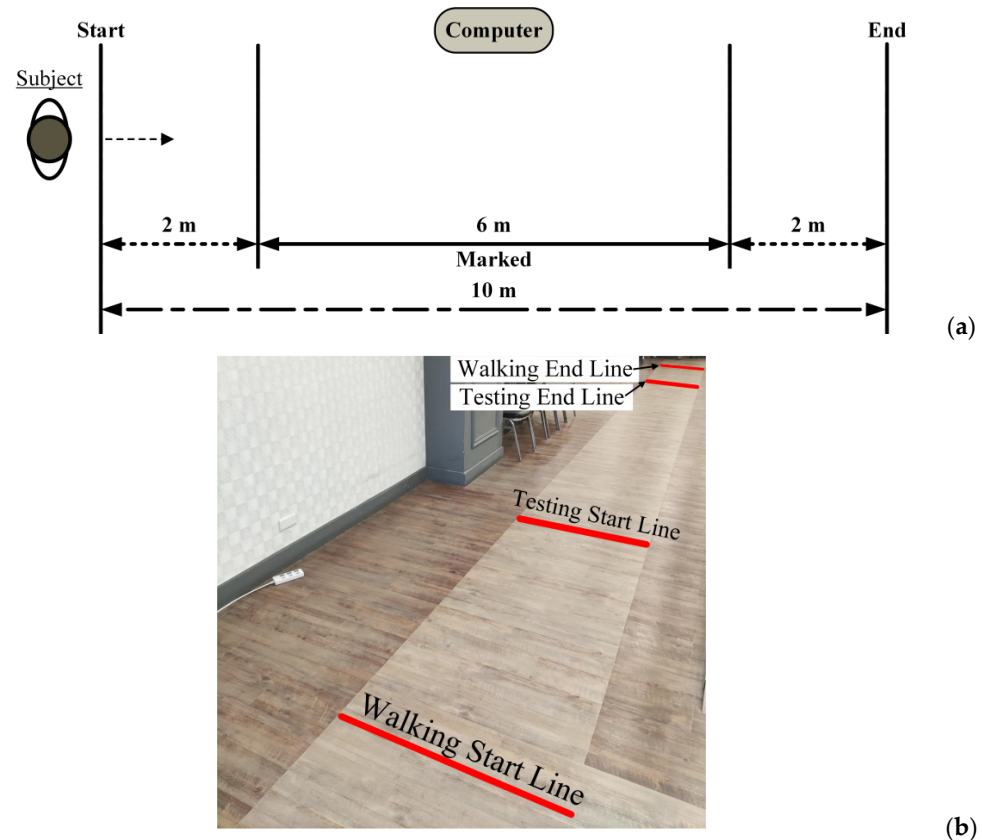 Start
Computer
End
Subject
2 m
6 m
2 m
Marked
10 m
(a)
Walking End Line
Testing End Line
Testing Start Line
Walking Start Line
(b)